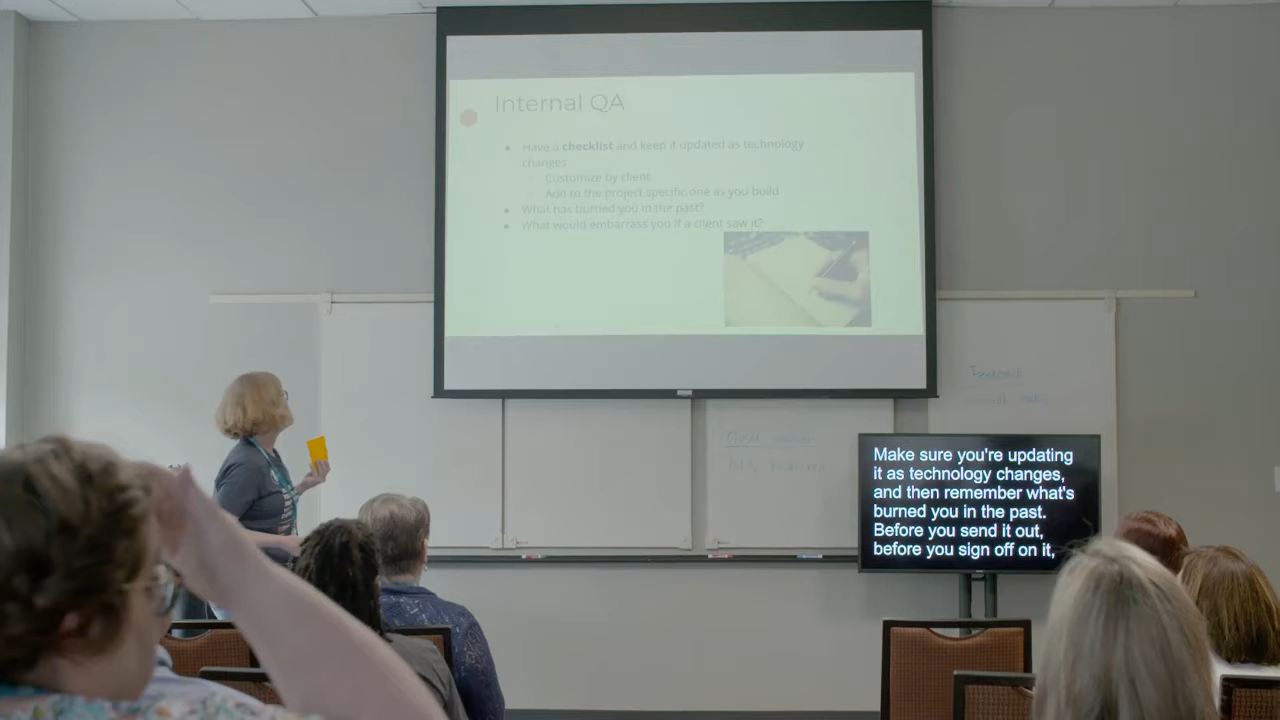 Internal QA
● Have a checklist and keep it updated as technology
changes
Customize by client
Add to the project specific one as you build
● What has burned you in the past?
● What would embarrass you if a client saw it?
Make sure you're updating
it as technology changes,
and then remember what's
burned you in the past.
Before you send it out,
before you sign off on it,